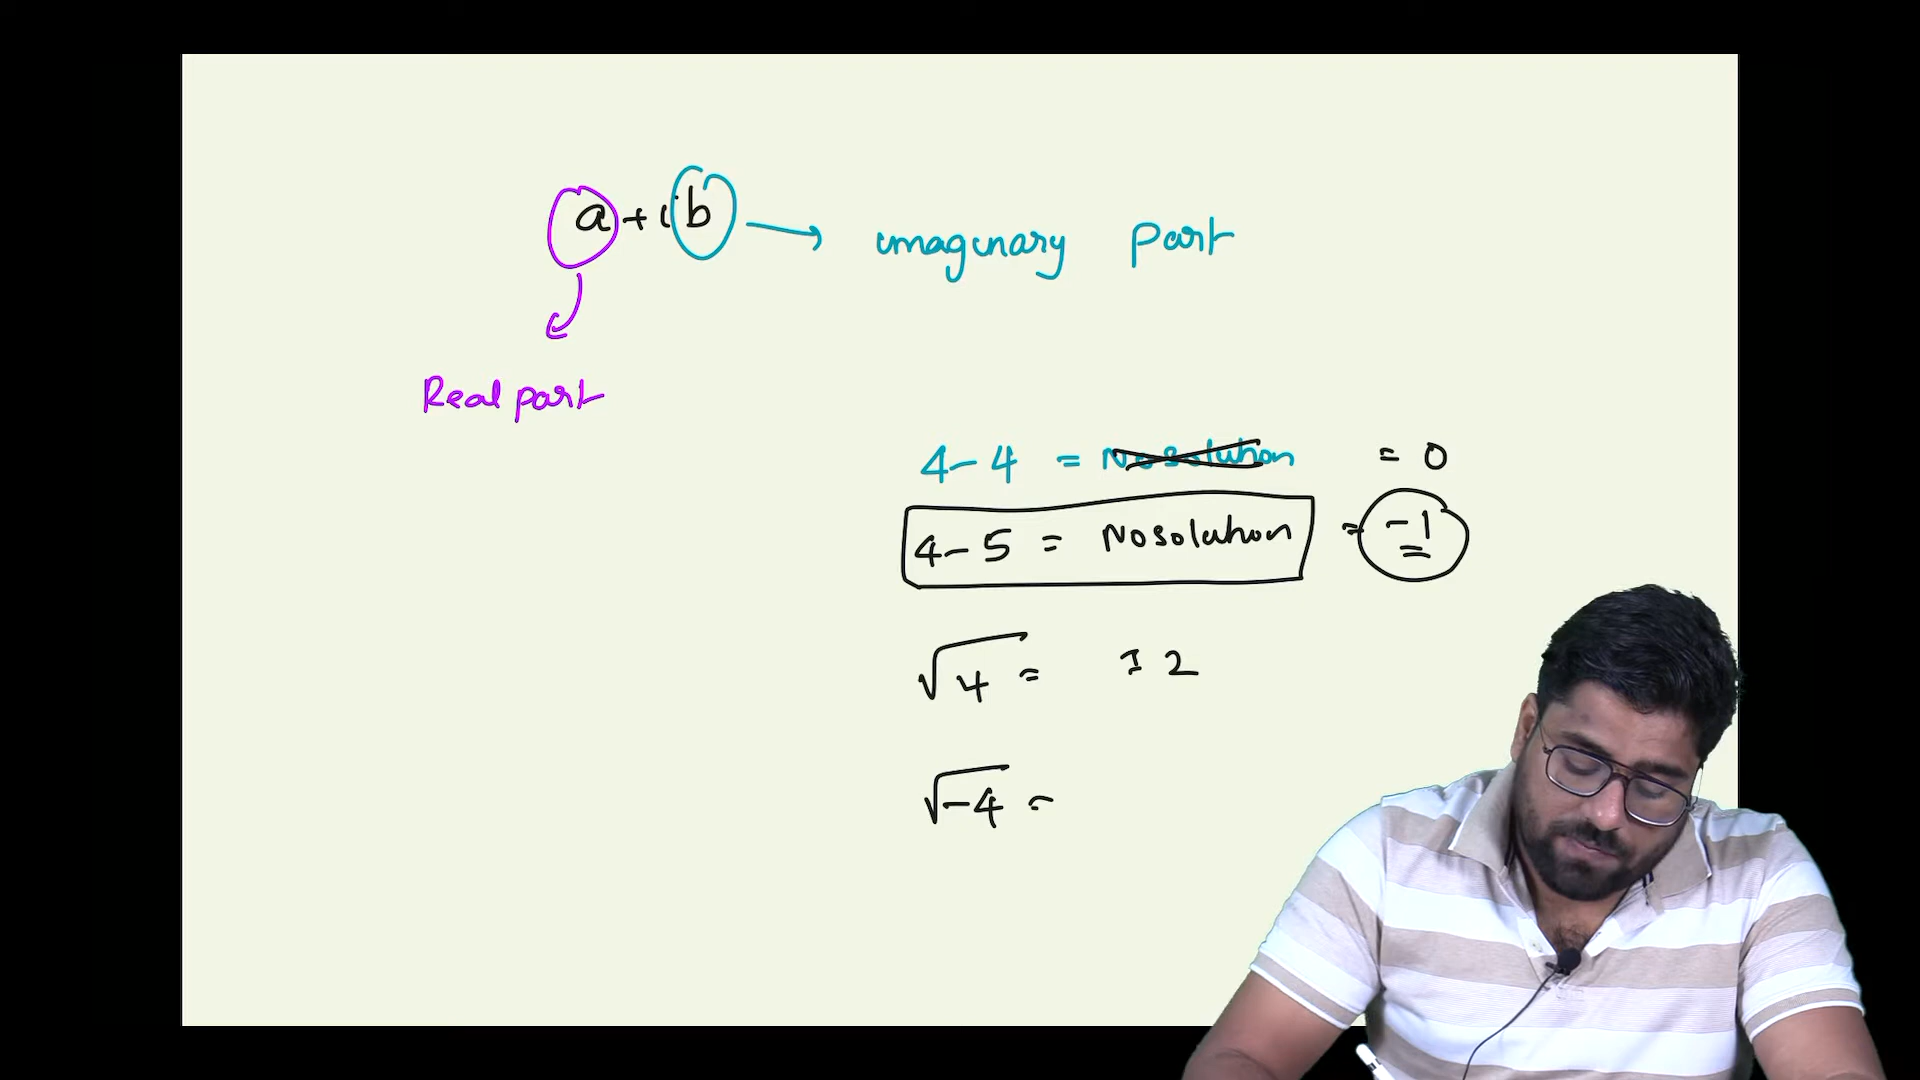 a + ib → imaginary part
Real part
4 - 4 = No solution = 0
4 - 5 = No solution = -1
√4 = ± 2
√-4 =